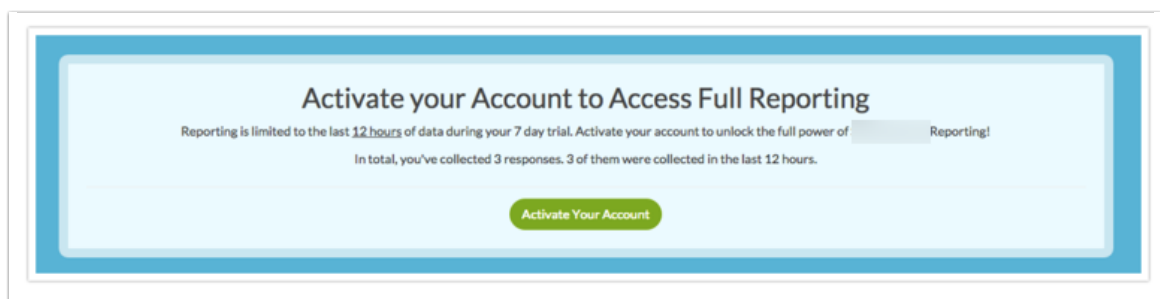 Activate your Account to Access Full Reporting
Reporting is limited to the last 12 hours of data during your 7 day trial. Activate your account to unlock the full power of Reporting!
In total, you've collected 3 responses. 3 of them were collected in the last 12 hours.
Activate Your Account